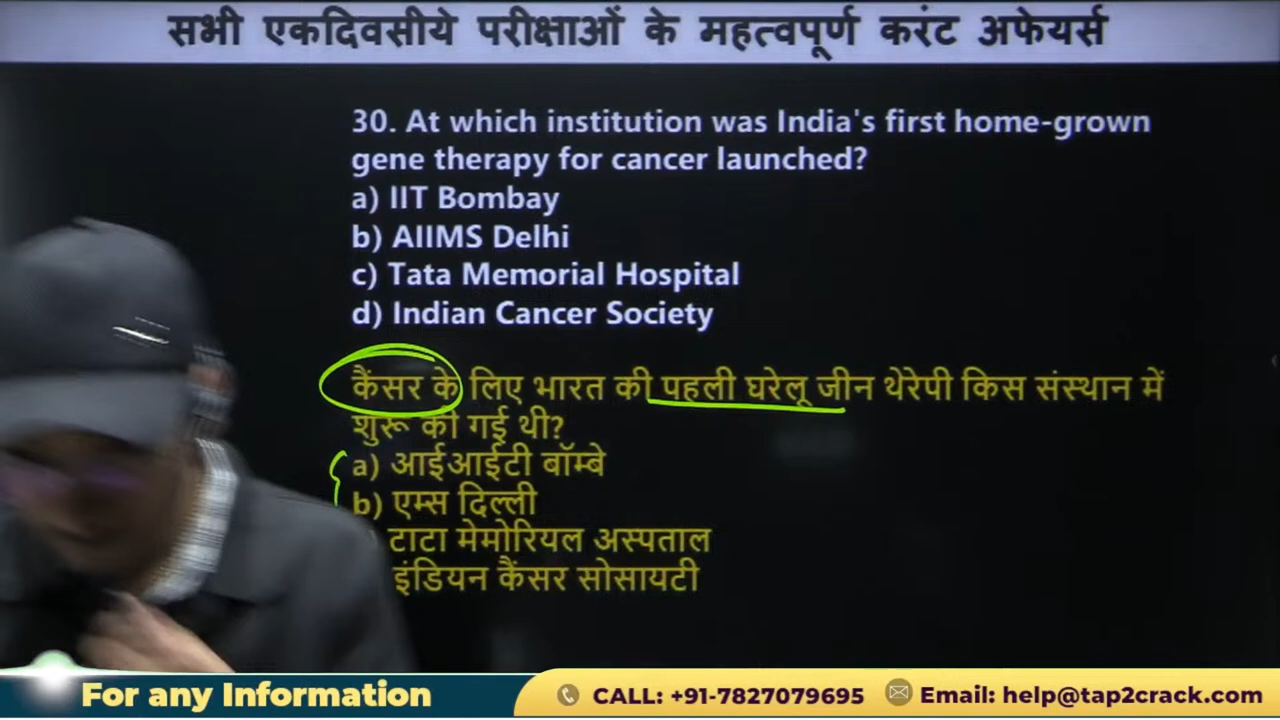 सभी एकदिवसीये परीक्षाओं के महत्वपूर्ण करंट अफेयर्स
30. At which institution was India's first home-grown
gene therapy for cancer launched?
a) IIT Bombay
b) AIIMS Delhi
c) Tata Memorial Hospital
d) Indian Cancer Society
कैंसर के लिए भारत की पहली घरेलू जीन थेरेपी किस संस्थान में
शुरू की गई थी?
a) आईआईटी बॉम्बे
b) एम्स दिल्ली
टाटा मेमोरियल अस्पताल
इंडियन कैंसर सोसायटी
For any Information
CALL: +91-7827079695
Email: help@tap2crack.com